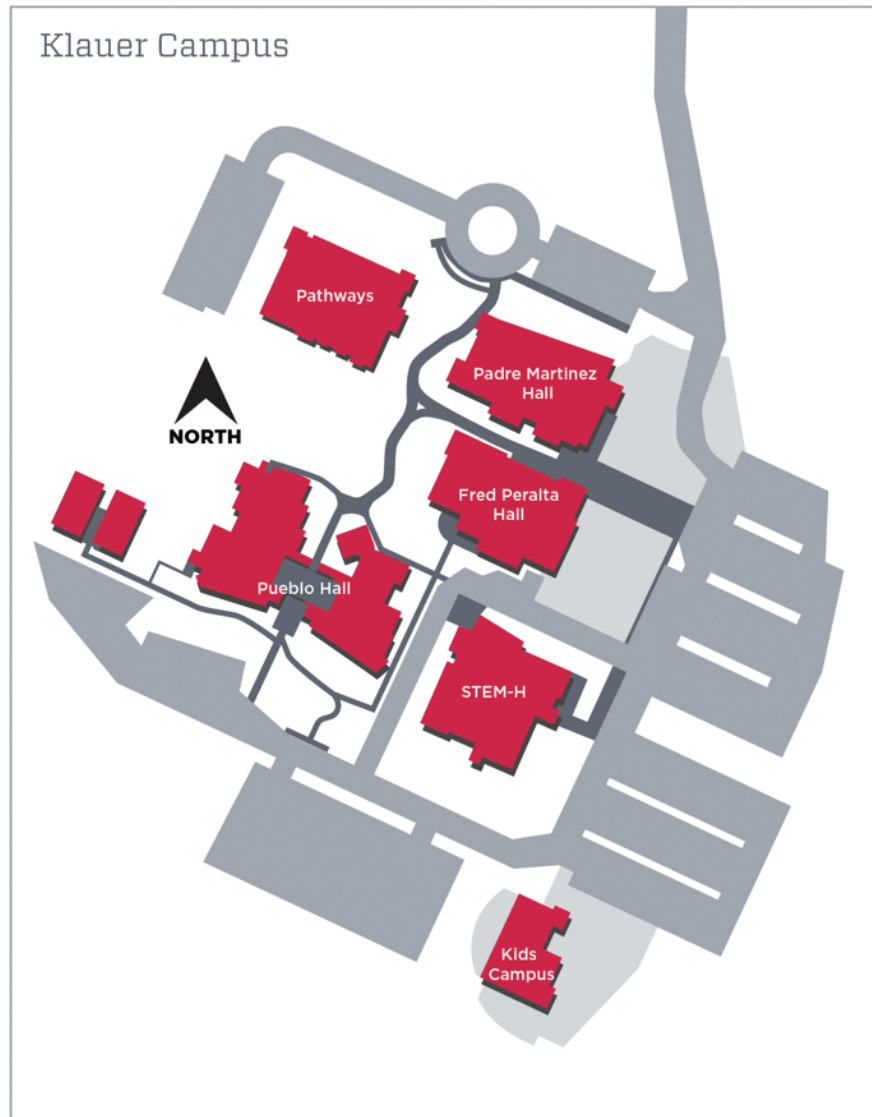 Klauer Campus
Pathways
Padre Martinez
Hall
NORTH
Fred Peralta
Hall
Pueblo Hall
STEM-H
Kids
Campus